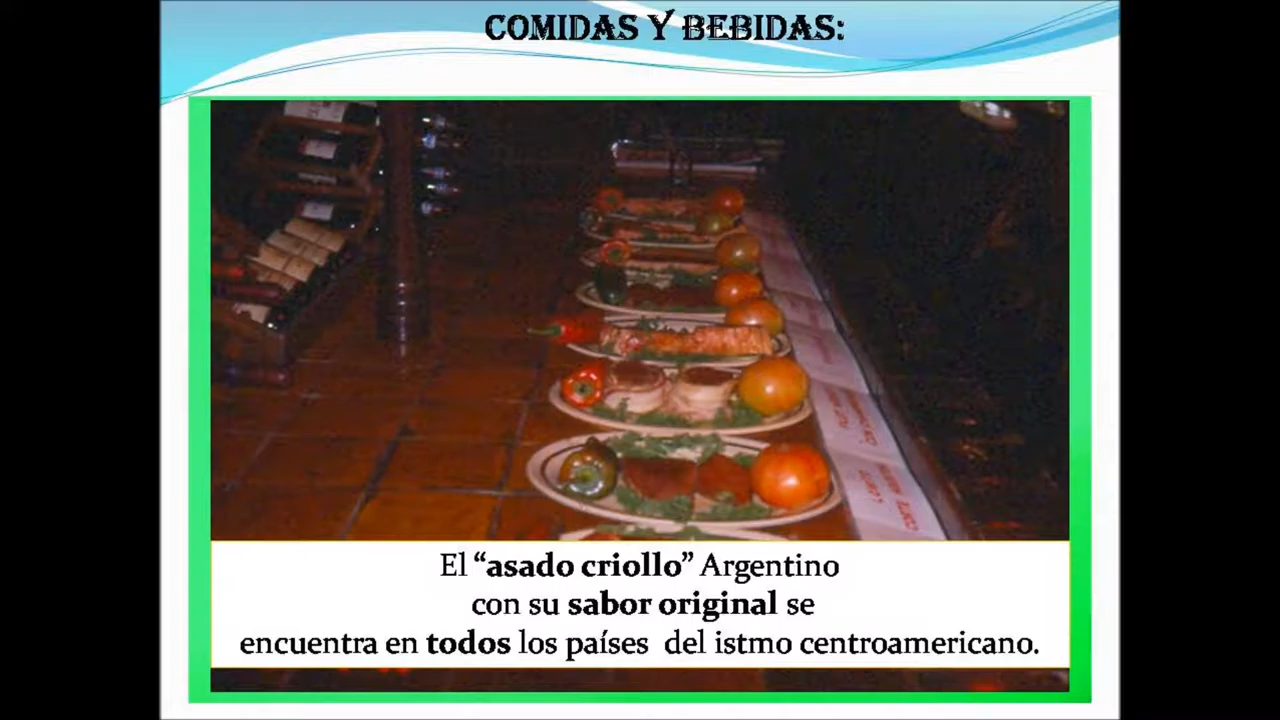 COMIDAS Y BEBIDAS:
El “asado criollo” Argentino
con su sabor original se
encuentra en todos los países del istmo centroamericano.